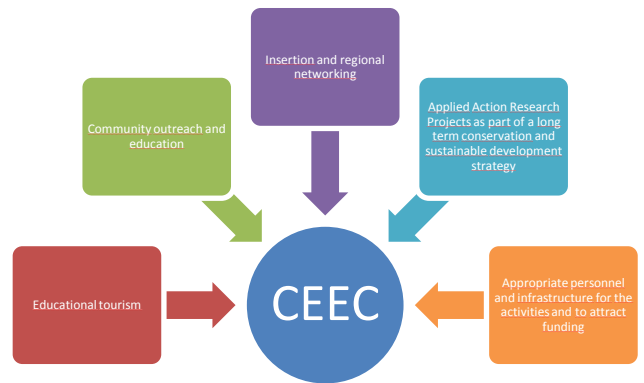 Insertion and regional
networking
Community outreach and
education
Applied Action Research
Projects as part of a long
term conservation and
sustainable development
strategy
Educational tourism
CEEC
Appropriate personnel
and infrastructure for the
activities and to attract
funding